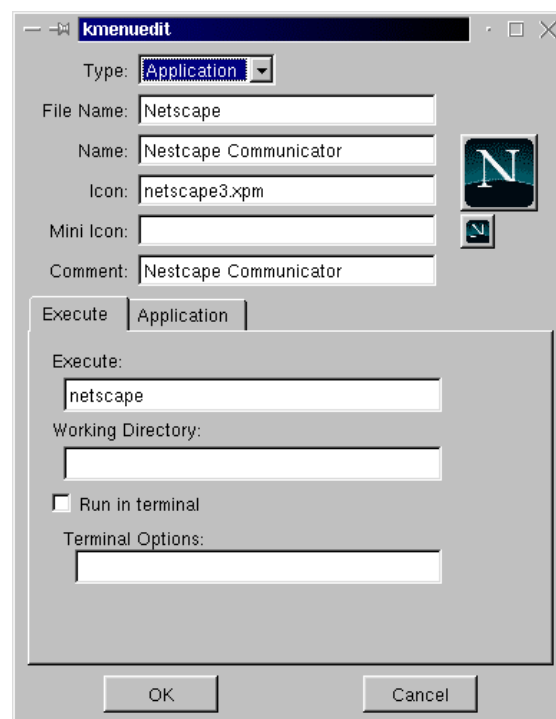 kmenuedit
Type: Application
File Name: Netscape
Name: Nestcape Communicator
Icon: netscape3.xpm
Mini Icon:
Comment: Nestcape Communicator
Execute Application
Execute:
netscape
Working Directory:
Run in terminal
Terminal Options:
OK Cancel
N
N